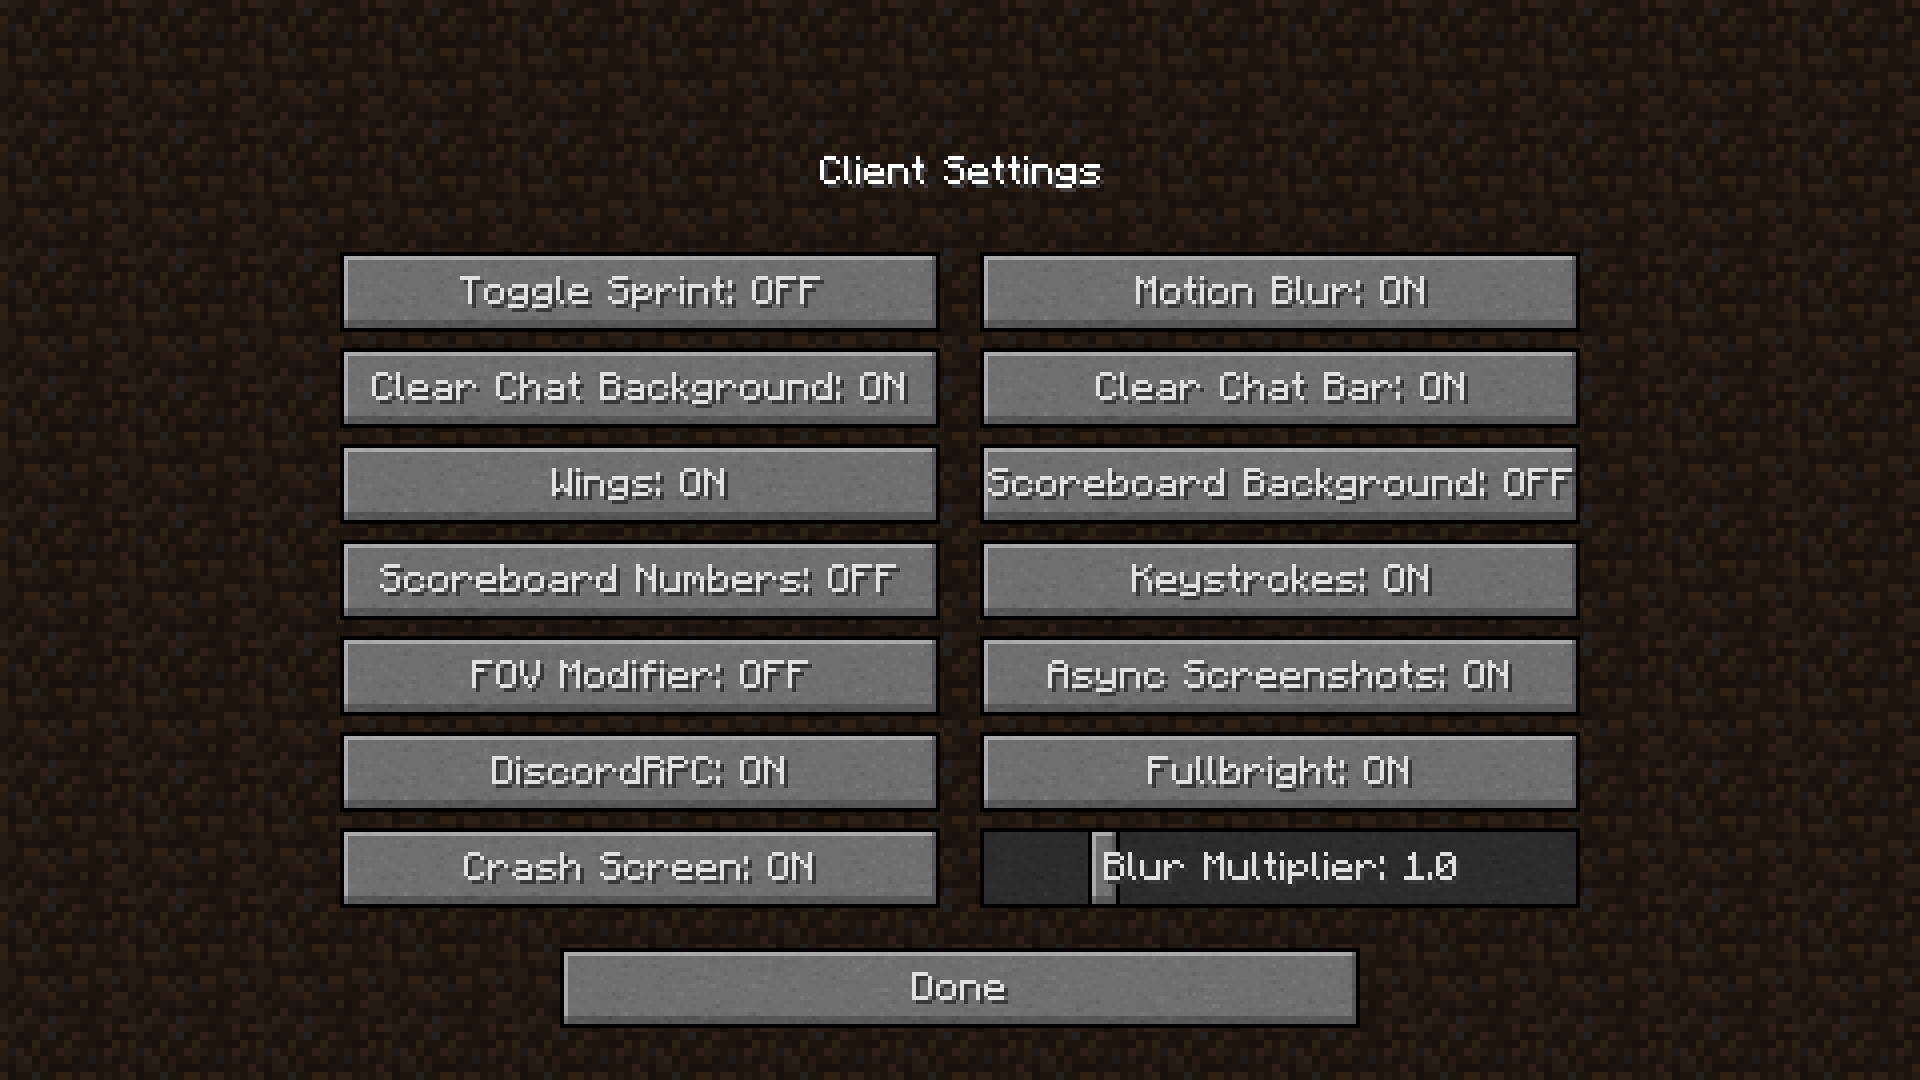 Client Settings
Toggle Sprint: OFF
Motion Blur: ON
Clear Chat Background: ON
Clear Chat Bar: ON
Wings: ON
Scoreboard Background: OFF
Scoreboard Numbers: OFF
Keystrokes: ON
FOV Modifier: OFF
Async Screenshots: ON
DiscordRPC: ON
Fullbright: ON
Crash Screen: ON
Blur Multiplier: 1.0
Done